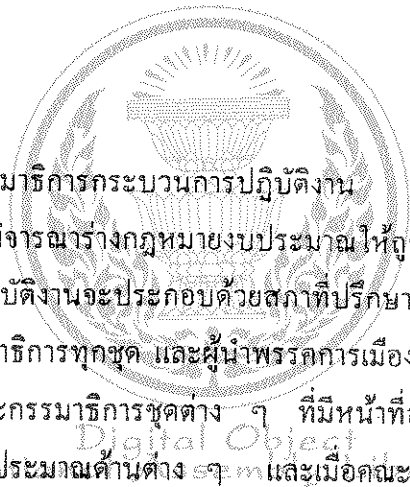 มาธิการกระบวนการปฏิบัติงาน
จารณาร่างกฎหมายงบประมาณให้ถู
บัติงานจะประกอบด้วยสภาที่ปรึกษา
าธิการทุกชุด และผู้นำพรรคการเมือง
ะกรรมาธิการชุดต่าง ๆ ที่มีหน้าที่
Digital Object
ประมาณด้านต่าง ๆ และเมื่อคณะ